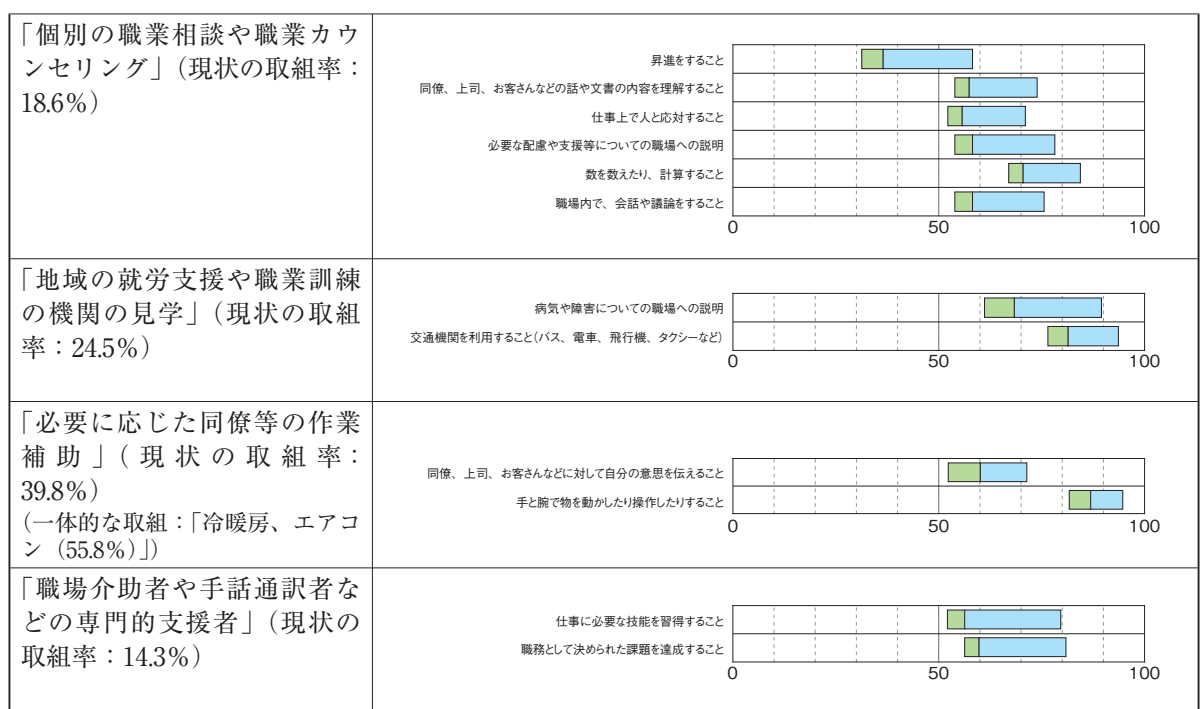 「個別の職業相談や職業カウ
ンセリング」(現状の取組率：
18.6%)
昇進をすること
同僚、上司、お客さんなどの話や文書の内容を理解すること
仕事上で人と応対すること
必要な配慮や支援等についての職場への説明
数を数えたり、計算すること
職場内で、会話や議論をすること
0 50 100
「地域の就労支援や職業訓練
の機関の見学」(現状の取組
率：24.5%)
病気や障害についての職場への説明
交通機関を利用すること(バス、電車、飛行機、タクシーなど)
0 50 100
「必要に応じた同僚等の作業
補助」(現状の取組率：
39.8%)
(一体的な取組：「冷暖房、エアコ
ン (55.8%)」)
同僚、上司、お客さんなどに対して自分の意思を伝えること
手と腕で物を動かしたり操作したりすること
0 50 100
「職場介助者や手話通訳者な
どの専門的支援者」(現状の
取組率：14.3%)
仕事に必要な技能を習得すること
職務として決められた課題を達成すること
0 50 100